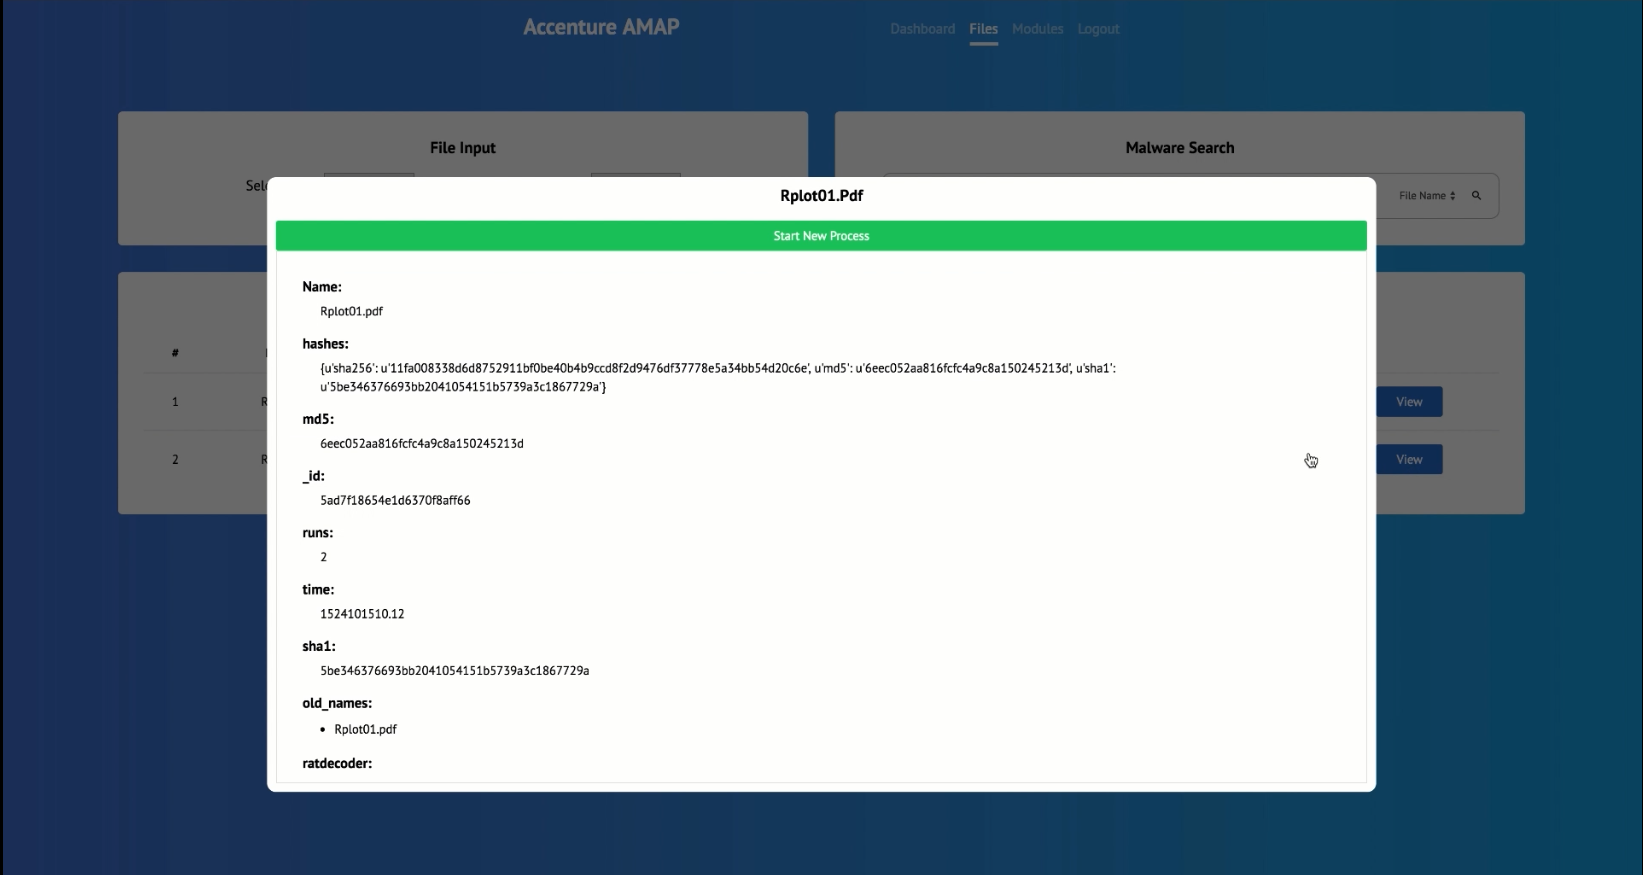 Accenture AMAP
Dashboard Files Modules Logout
File Input
Malware Search
File Name
Rplot01.Pdf
Start New Process
Name:
Rplot01.pdf
hashes:
{u'sha256': u'11fa008338d6d8752911bf0be40b4b9ccd8f2d9476df37778e5a34bb54d20c6e', u'md5': u'6eec052aa816fcfc4a9c8a150245213d', u'sha1':
u'5be346376693bb2041054151b5739a3c1867729a'}
md5:
6eec052aa816fcfc4a9c8a150245213d
_id:
5ad7f18654e1d6370f8aff66
runs:
2
time:
1524101510.12
sha1:
5be346376693bb2041054151b5739a3c1867729a
old_names:
• Rplot01.pdf
ratdecoder:
#
1
View
2
View